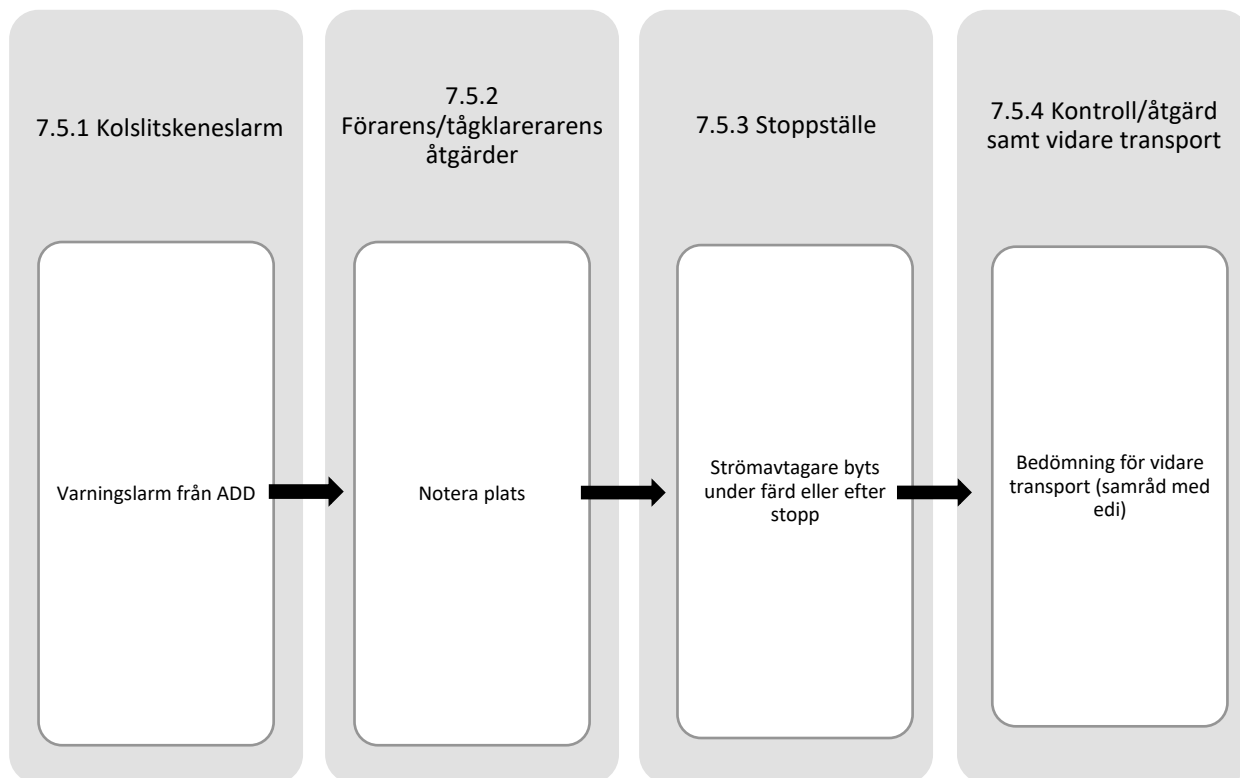 7.5.1 Kolslitskeneslarm
7.5.2
Förarens/tågklarerarens
åtgärder
7.5.3 Stoppställe
7.5.4 Kontroll/åtgärd
samt vidare transport
Varningslarm från ADD
Notera plats
Strömavtagare byts
under färd eller efter
stopp
Bedömning för vidare
transport (samråd med
edi)